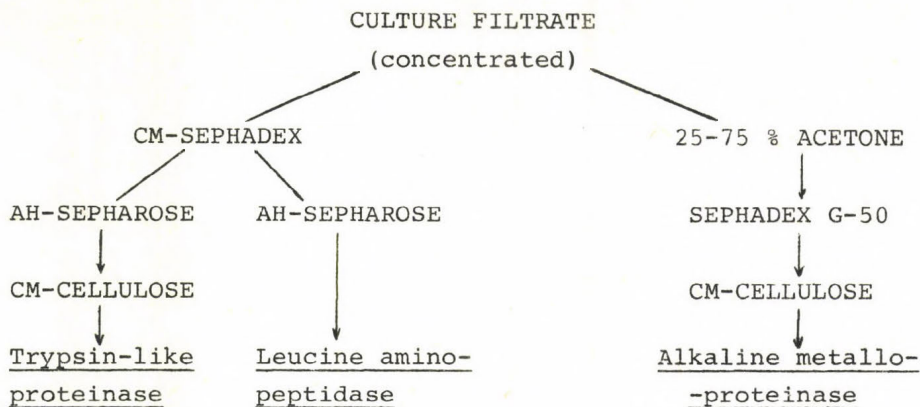 CULTURE FILTRATE
(concentrated)
CM-SEPHADEX
25-75 % ACETONE
AH-SEPHAROSE
AH-SEPHAROSE
SEPHADEX G-50
CM-CELLULOSE
CM-CELLULOSE
Trypsin-like
proteinase
Leucine amino-
peptidase
Alkaline metallo-
-proteinase